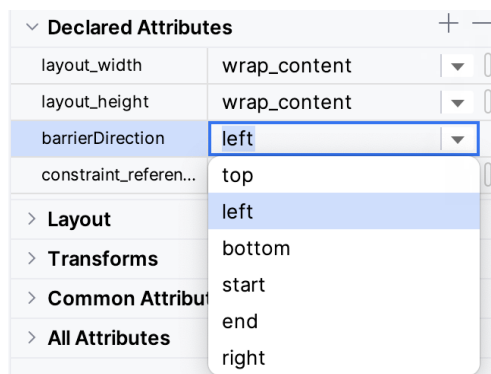 Declared Attributes
layout_width wrap_content
layout_height wrap_content
barrierDirection left
constraint_referen... top
left
Layout
bottom
Transforms
start
Common Attribut
end
All Attributes
right